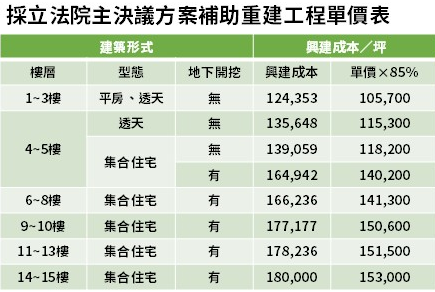 採立法院主決議方案補助重建工程單價表
建築形式 興建成本／坪
樓層 型態 地下開挖 興建成本 單價×85%
1~3樓 平房、透天 無 124,353 105,700
4~5樓 透天 135,648 115,300
集合住宅 無 139,059 118,200
有 164,942 140,200
6~8樓 集合住宅 有 166,236 141,300
9~10樓 集合住宅 有 177,177 150,600
11~13樓 集合住宅 有 178,236 151,500
14~15樓 集合住宅 有 180,000 153,000